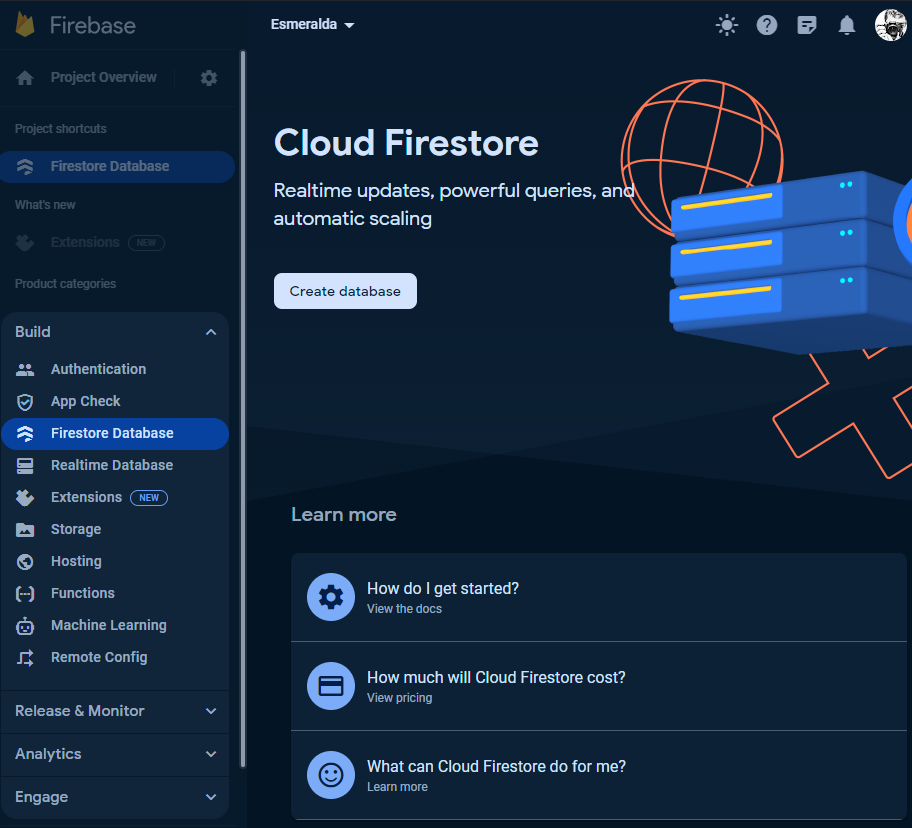 Firebase
Esmeralda
Project Overview
Project shortcuts
Firestore Database
What's new
Extensions NEW
Product categories
Build
Authentication
App Check
Firestore Database
Realtime Database
Extensions NEW
Storage
Hosting
Functions
Machine Learning
Remote Config
Release & Monitor
Analytics
Engage
Cloud Firestore
Realtime updates, powerful queries, and
automatic scaling
Create database
Learn more
How do I get started?
View the docs
How much will Cloud Firestore cost?
View pricing
What can Cloud Firestore do for me?
Learn more